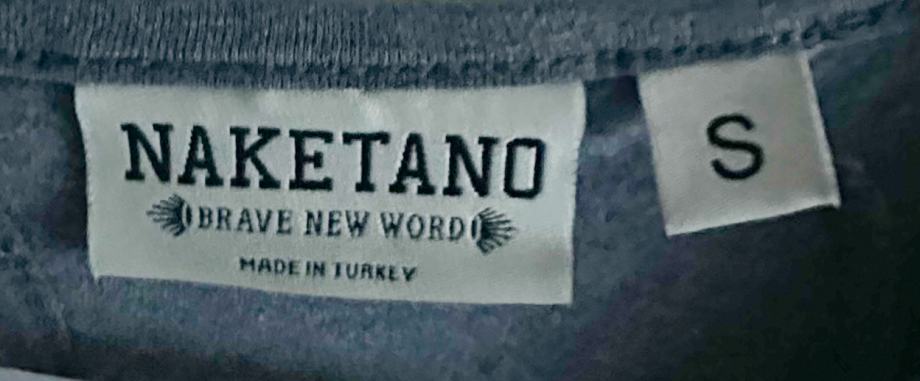 NAKETANO
BRAVE NEW WORD
MADE IN TURKEY
S